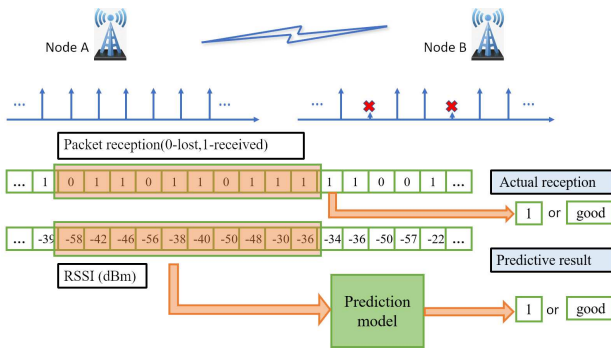 Node A
Node B
... ...
... ...
Packet reception(0-lost,1-received)
... 1 0 1 1 0 1 1 0 1 1 1 1 1 0 0 1 ...
Actual reception
1 or good
... -39 -58 -42 -46 -56 -38 -40 -50 -48 -30 -36 -34 -36 -50 -57 -22 ...
Predictive result
RSSI (dBm)
Prediction
model
1 or good